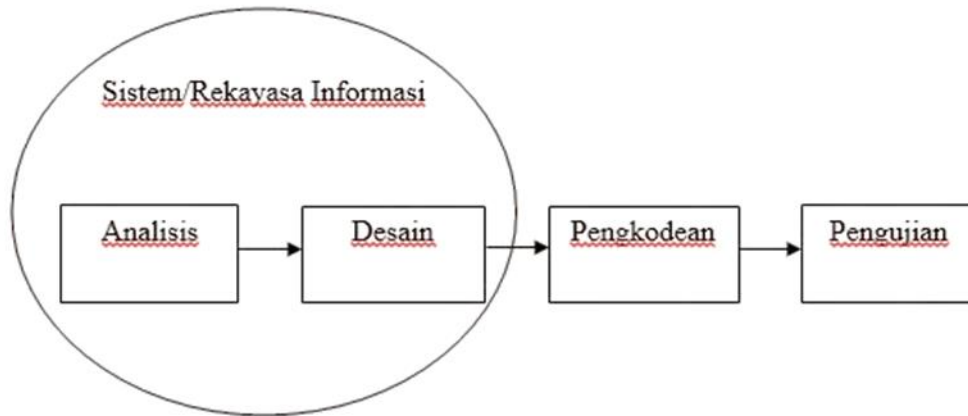 Sistem/Rekayasa Informasi
Analisis
Desain
Pengkodean
Pengujian